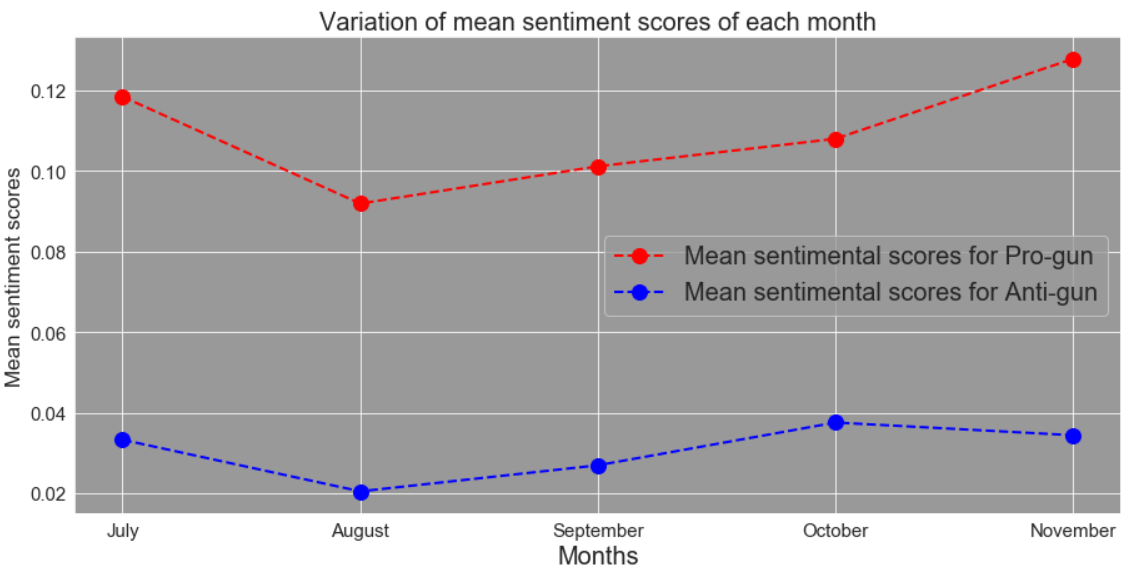 Variation of mean sentiment scores of each month
Mean sentiment scores
0.12
0.10
0.08
0.06
0.04
0.02
Mean sentimental scores for Pro-gun
Mean sentimental scores for Anti-gun
July August September October November
Months